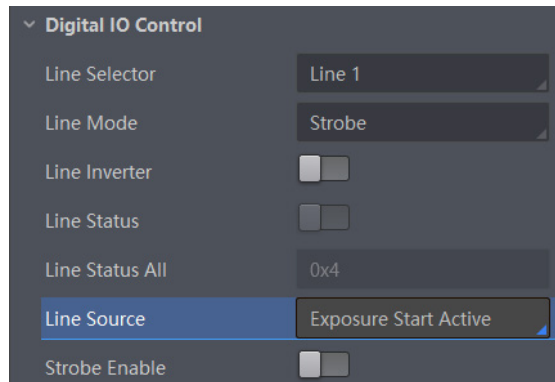 Digital IO Control
Line Selector Line 1
Line Mode Strobe
Line Inverter
Line Status
Line Status All 0x4
Line Source Exposure Start Active
Strobe Enable